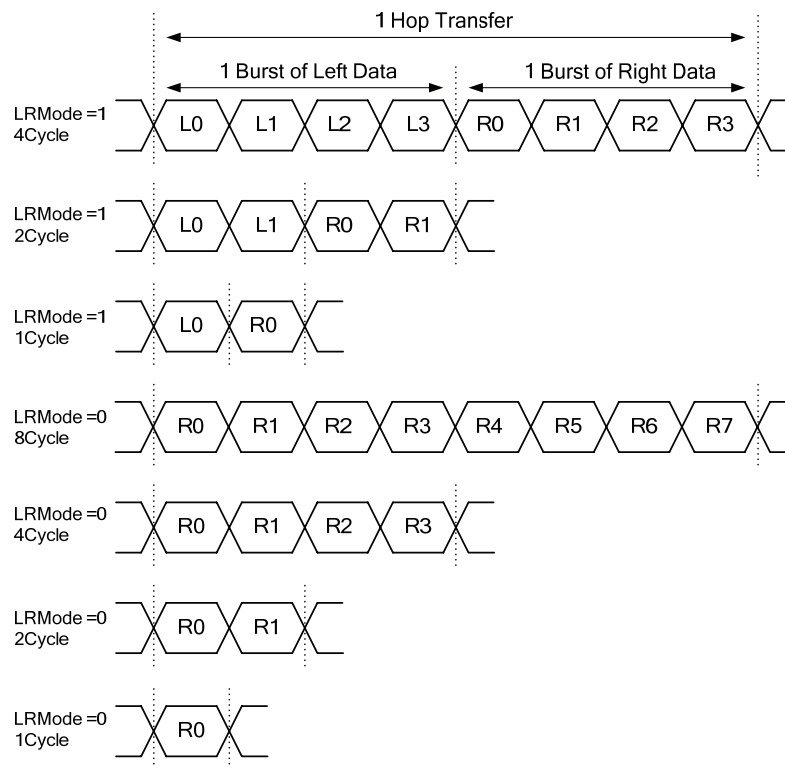 1 Hop Transfer
1 Burst of Left Data 1 Burst of Right Data
LRMode =1
4Cycle
L0 L1 L2 L3 R0 R1 R2 R3
LRMode =1
2Cycle
L0 L1 R0 R1
LRMode =1
1Cycle
L0 R0
LRMode =0
8Cycle
R0 R1 R2 R3 R4 R5 R6 R7
LRMode =0
4Cycle
R0 R1 R2 R3
LRMode =0
2Cycle
R0 R1
LRMode =0
1Cycle
R0